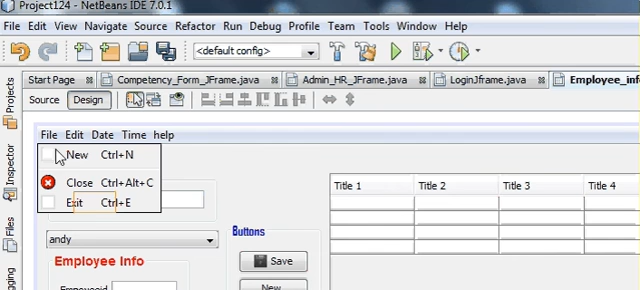 Project124 - NetBeans IDE 7.0.1
File Edit View Navigate Source Refactor Run Debug Profile Team Tools Window Help
<default config>
Start Page Competency_Form_JFrame.java Admin_HR_JFrame.java LoginJframe.java Employee_info
Source Design
Projects
Inspector
Files
File Edit Date Time help
New Ctrl+N
Close Ctrl+Alt+C
Exit Ctrl+E
Title 1 Title 2 Title 3 Title 4
andy
Buttons
Employee Info
Save
Employeeid
New